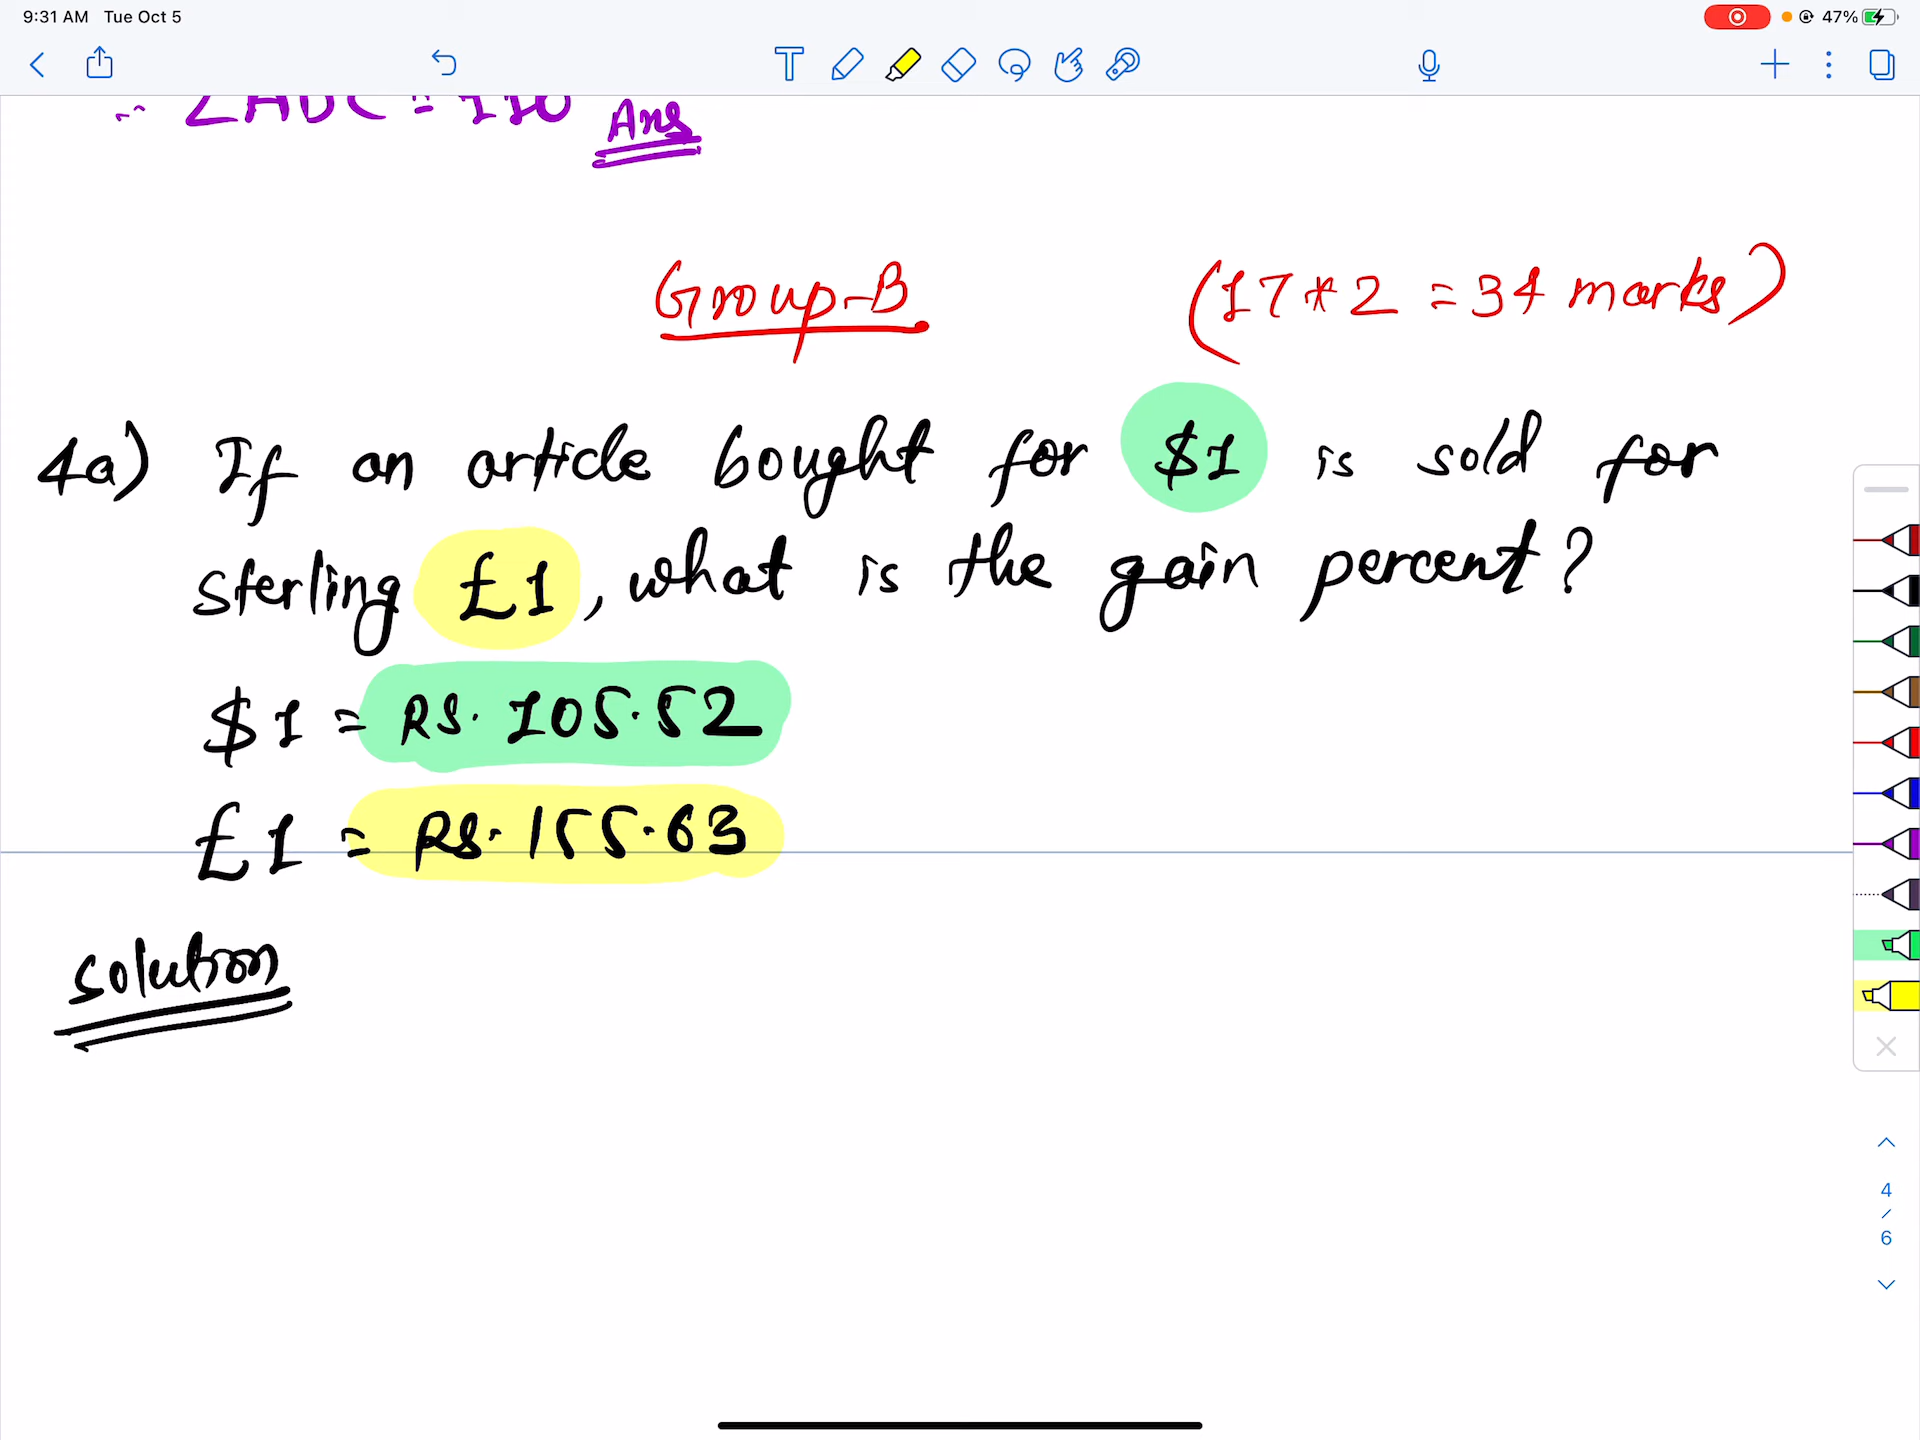 9:31 AM Tue Oct 5
47%
Ans
Group-B (17*2 = 34 marks)
4a) If an article bought for $1 is sold for
sterling £1, what is the gain percent?
$1 = RS. 105.52
£1 = RS. 155.63
solution
4
/
6